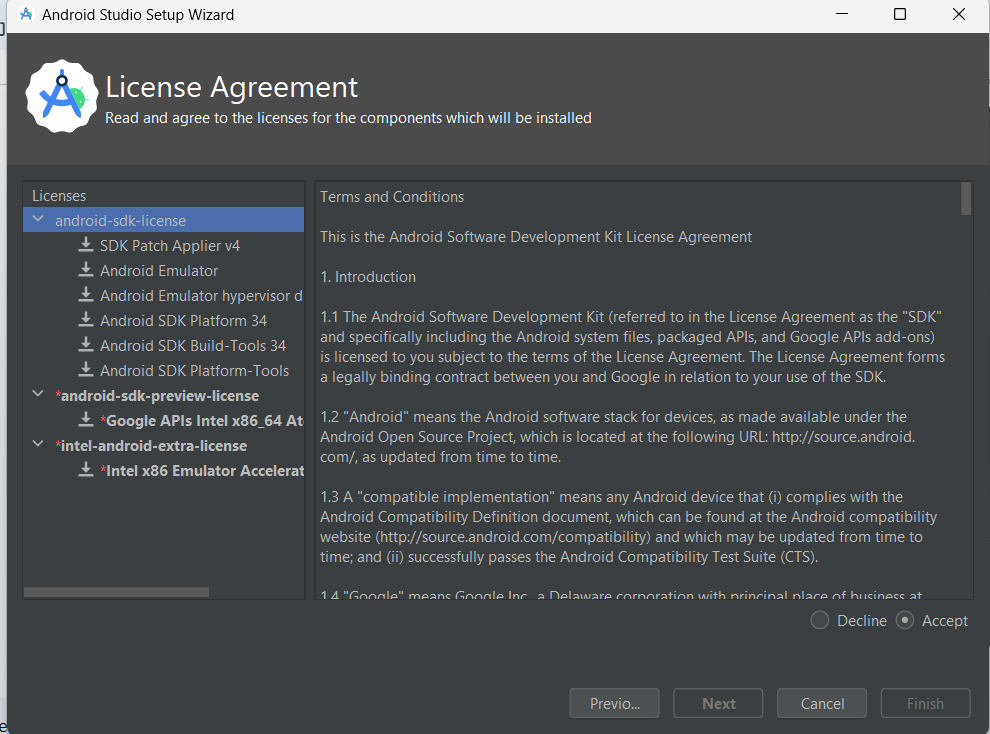 Android Studio Setup Wizard
License Agreement
Read and agree to the licenses for the components which will be installed
Licenses
android-sdk-license
SDK Patch Applier v4
Android Emulator
Android Emulator hypervisor d
Android SDK Platform 34
Android SDK Build-Tools 34
Android SDK Platform-Tools
*android-sdk-preview-license
*Google APIs Intel x86_64 At
*intel-android-extra-license
*Intel x86 Emulator Accelerat
Terms and Conditions
This is the Android Software Development Kit License Agreement
1. Introduction
1.1 The Android Software Development Kit (referred to in the License Agreement as the "SDK"
and specifically including the Android system files, packaged APIs, and Google APIs add-ons)
is licensed to you subject to the terms of the License Agreement. The License Agreement forms
a legally binding contract between you and Google in relation to your use of the SDK.
1.2 "Android" means the Android software stack for devices, as made available under the
Android Open Source Project, which is located at the following URL: http://source.android.
com/, as updated from time to time.
1.3 A "compatible implementation" means any Android device that (i) complies with the
Android Compatibility Definition document, which can be found at the Android compatibility
website (http://source.android.com/compatibility) and which may be updated from time to
time; and (ii) successfully passes the Android Compatibility Test Suite (CTS).
1.4 "Google" means Google Inc., a Delaware corporation with principal place of business at
Decline Accept
Previo... Next Cancel Finish